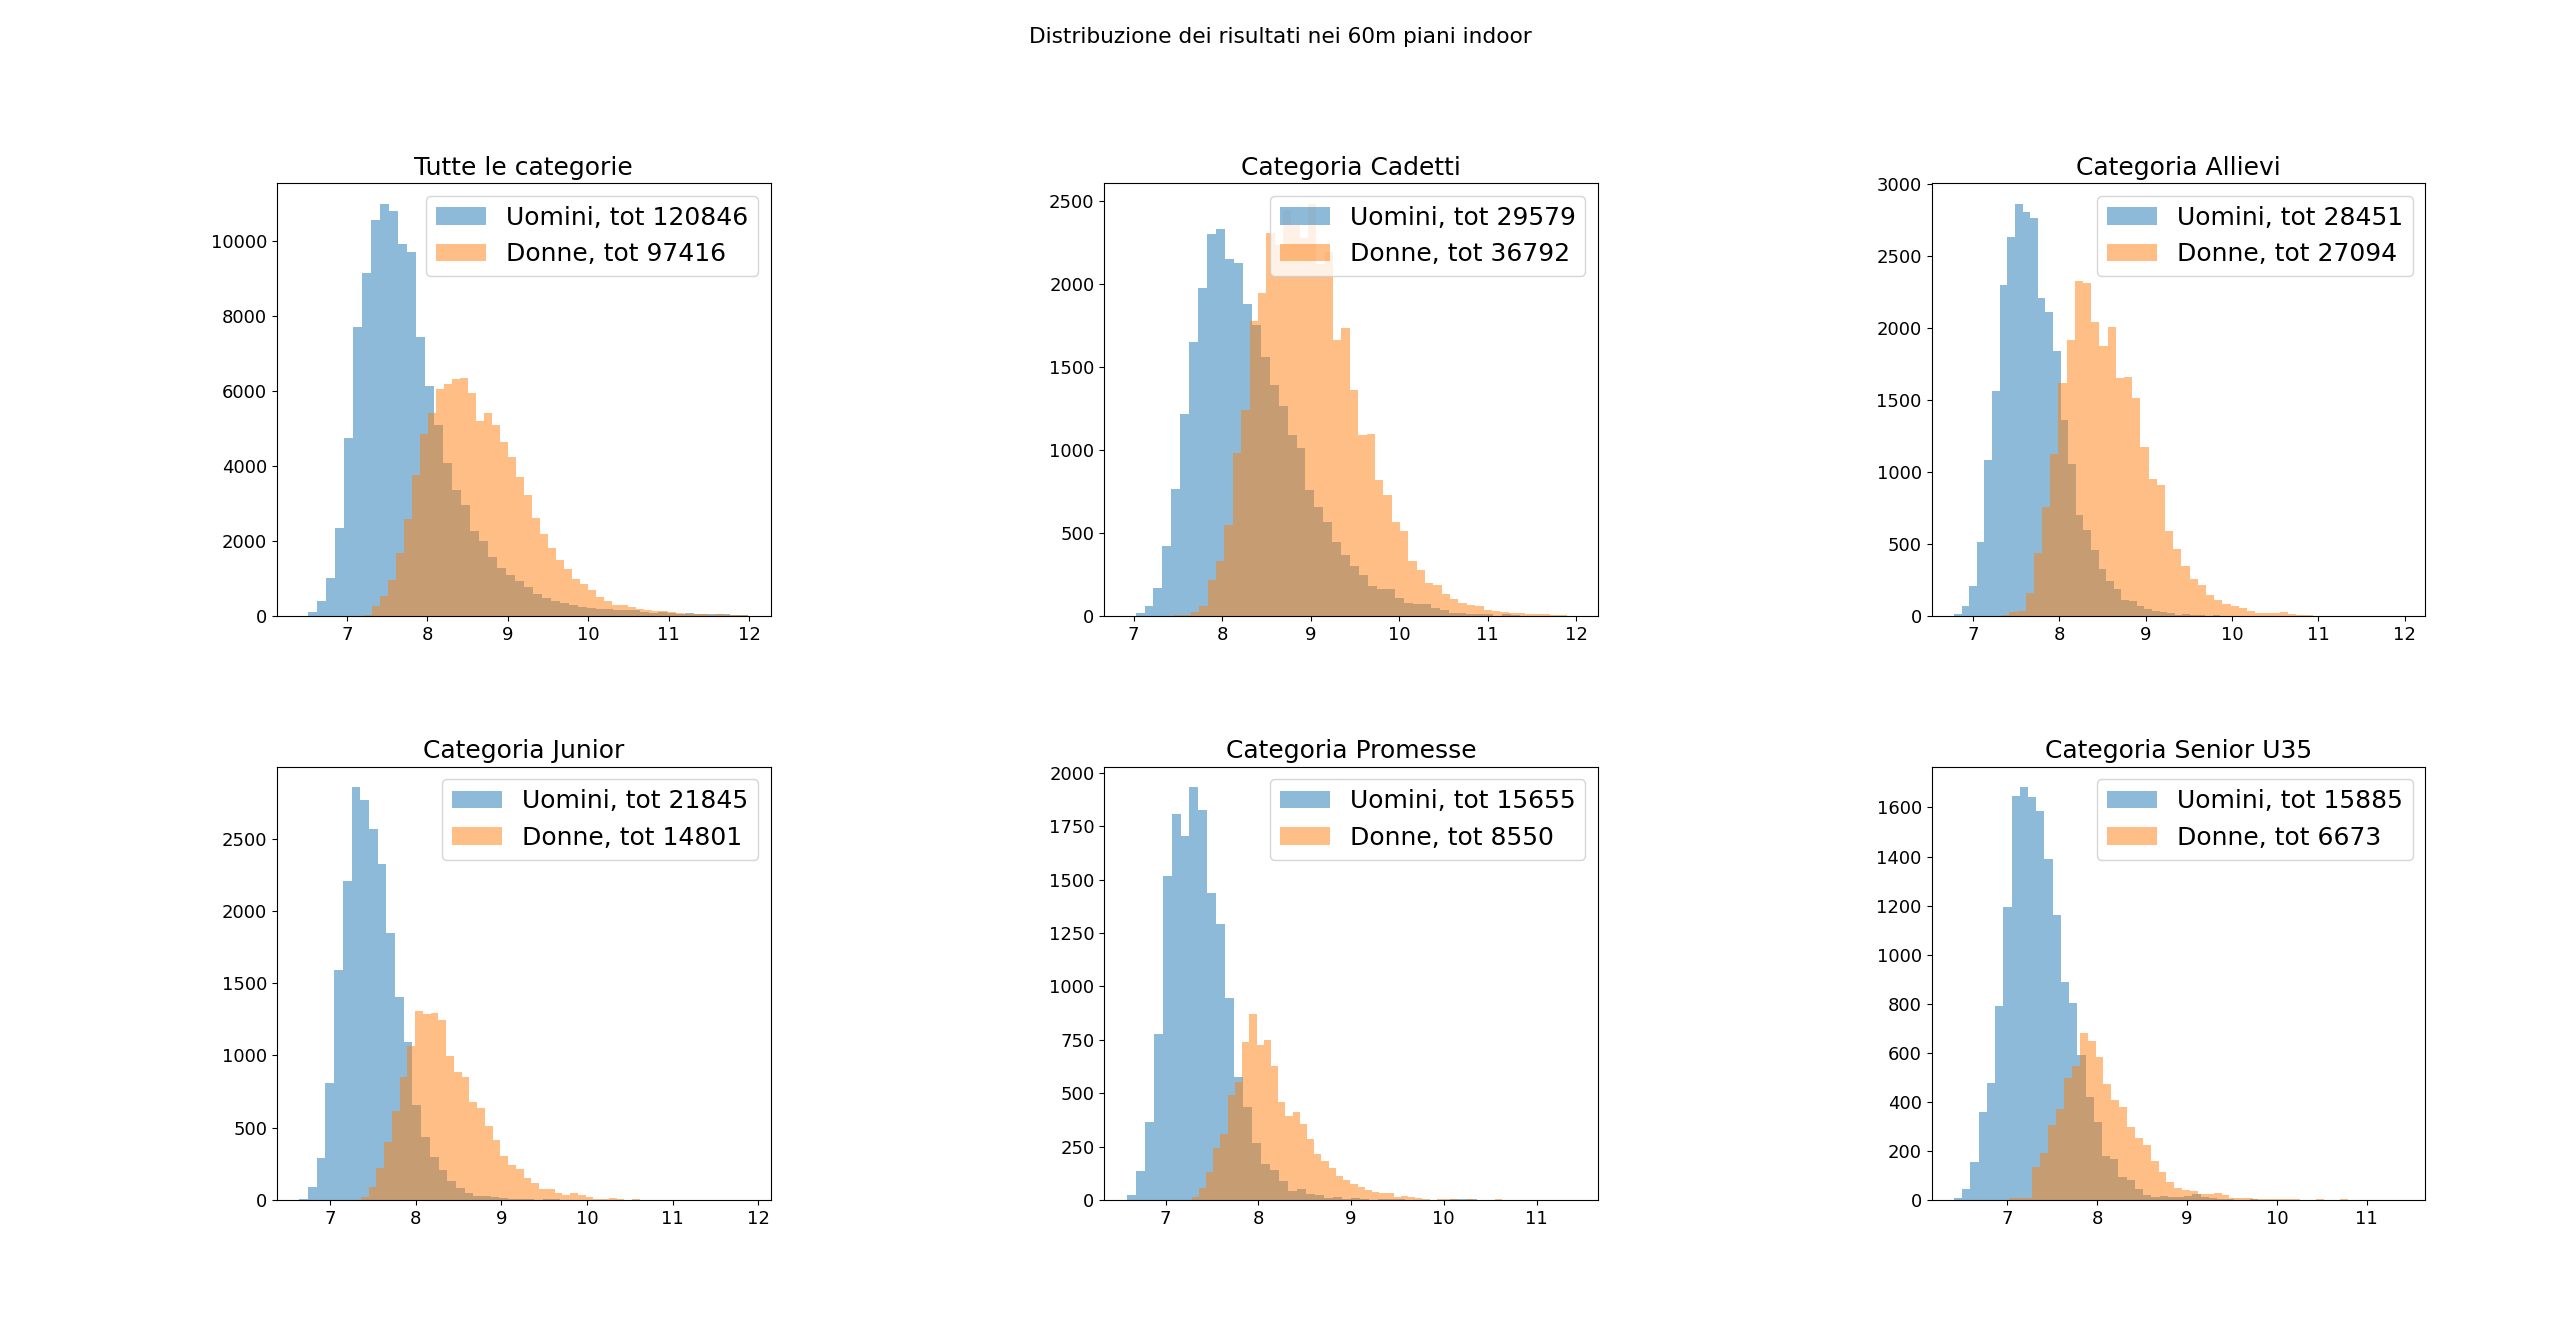 Distribuzione dei risultati nei 60m piani indoor
Tutte le categorie
Uomini, tot 120846
Donne, tot 97416
10000
8000
6000
4000
2000
0
7 8 9 10 11 12
Categoria Cadetti
Uomini, tot 29579
Donne, tot 36792
2500
2000
1500
1000
500
0
7 8 9 10 11 12
Categoria Allievi
Uomini, tot 28451
Donne, tot 27094
3000
2500
2000
1500
1000
500
0
7 8 9 10 11 12
Categoria Junior
Uomini, tot 21845
Donne, tot 14801
2500
2000
1500
1000
500
0
7 8 9 10 11 12
Categoria Promesse
Uomini, tot 15655
Donne, tot 8550
2000
1750
1500
1250
1000
750
500
250
0
7 8 9 10 11
Categoria Senior U35
Uomini, tot 15885
Donne, tot 6673
1600
1400
1200
1000
800
600
400
200
0
7 8 9 10 11